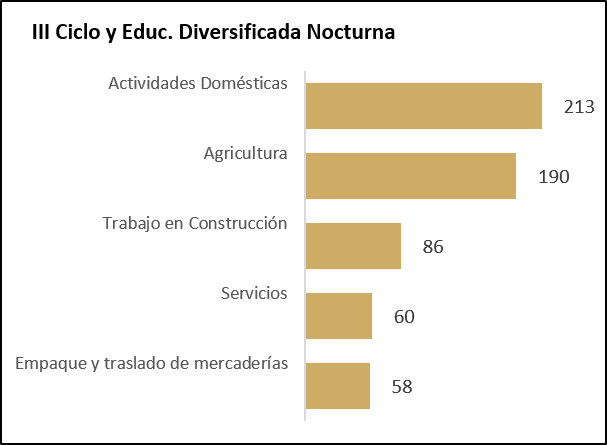 III Ciclo y Educ. Diversificada Nocturna
Actividades Domésticas
213
Agricultura
190
Trabajo en Construcción
86
Servicios
60
Empaque y traslado de mercaderías
58